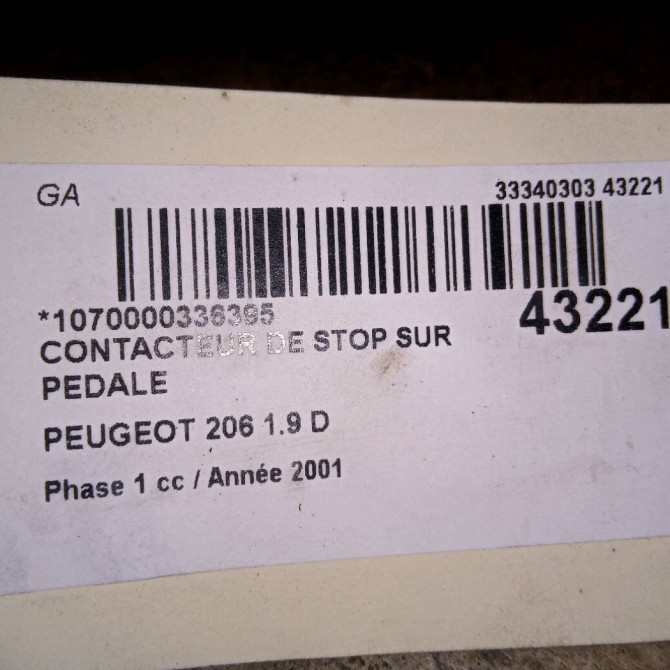 GA
33340303 43221
*1070000336395
43221
CONTACTEUR DE STOP SUR
PEDALE
PEUGEOT 206 1.9 D
Phase 1 cc / Année 2001